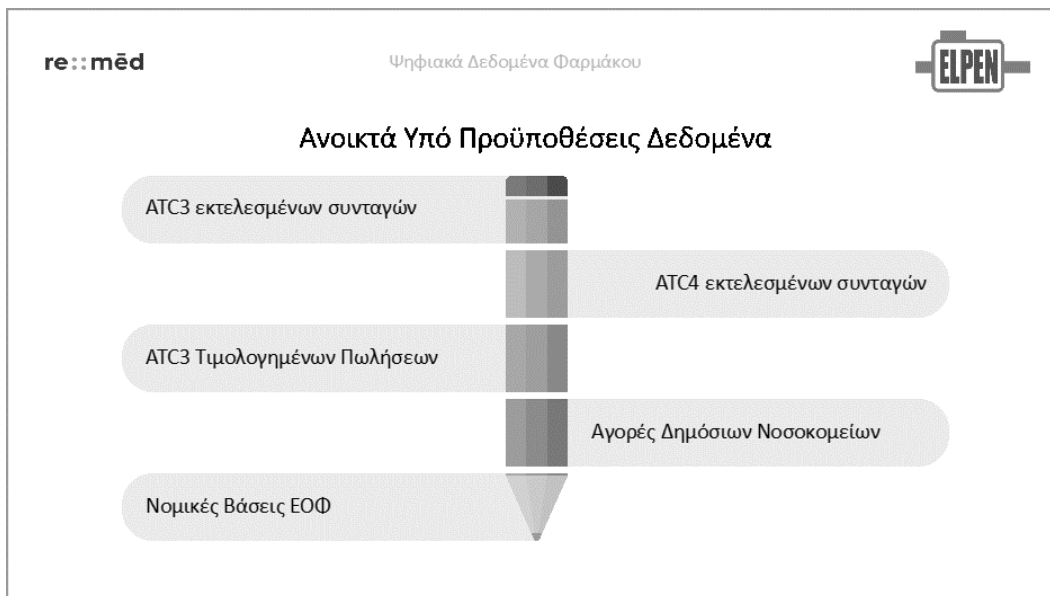 re::mēd
Ψηφιακά Δεδομένα Φαρμάκου
ELPEN
Ανοικτά Υπό Προϋποθέσεις Δεδομένα
ATC3 εκτελεσμένων συνταγών
ATC4 εκτελεσμένων συνταγών
ATC3 Τιμολογημένων Πωλήσεων
Αγορές Δημόσιων Νοσοκομείων
Νομικές Βάσεις ΕΟΦ